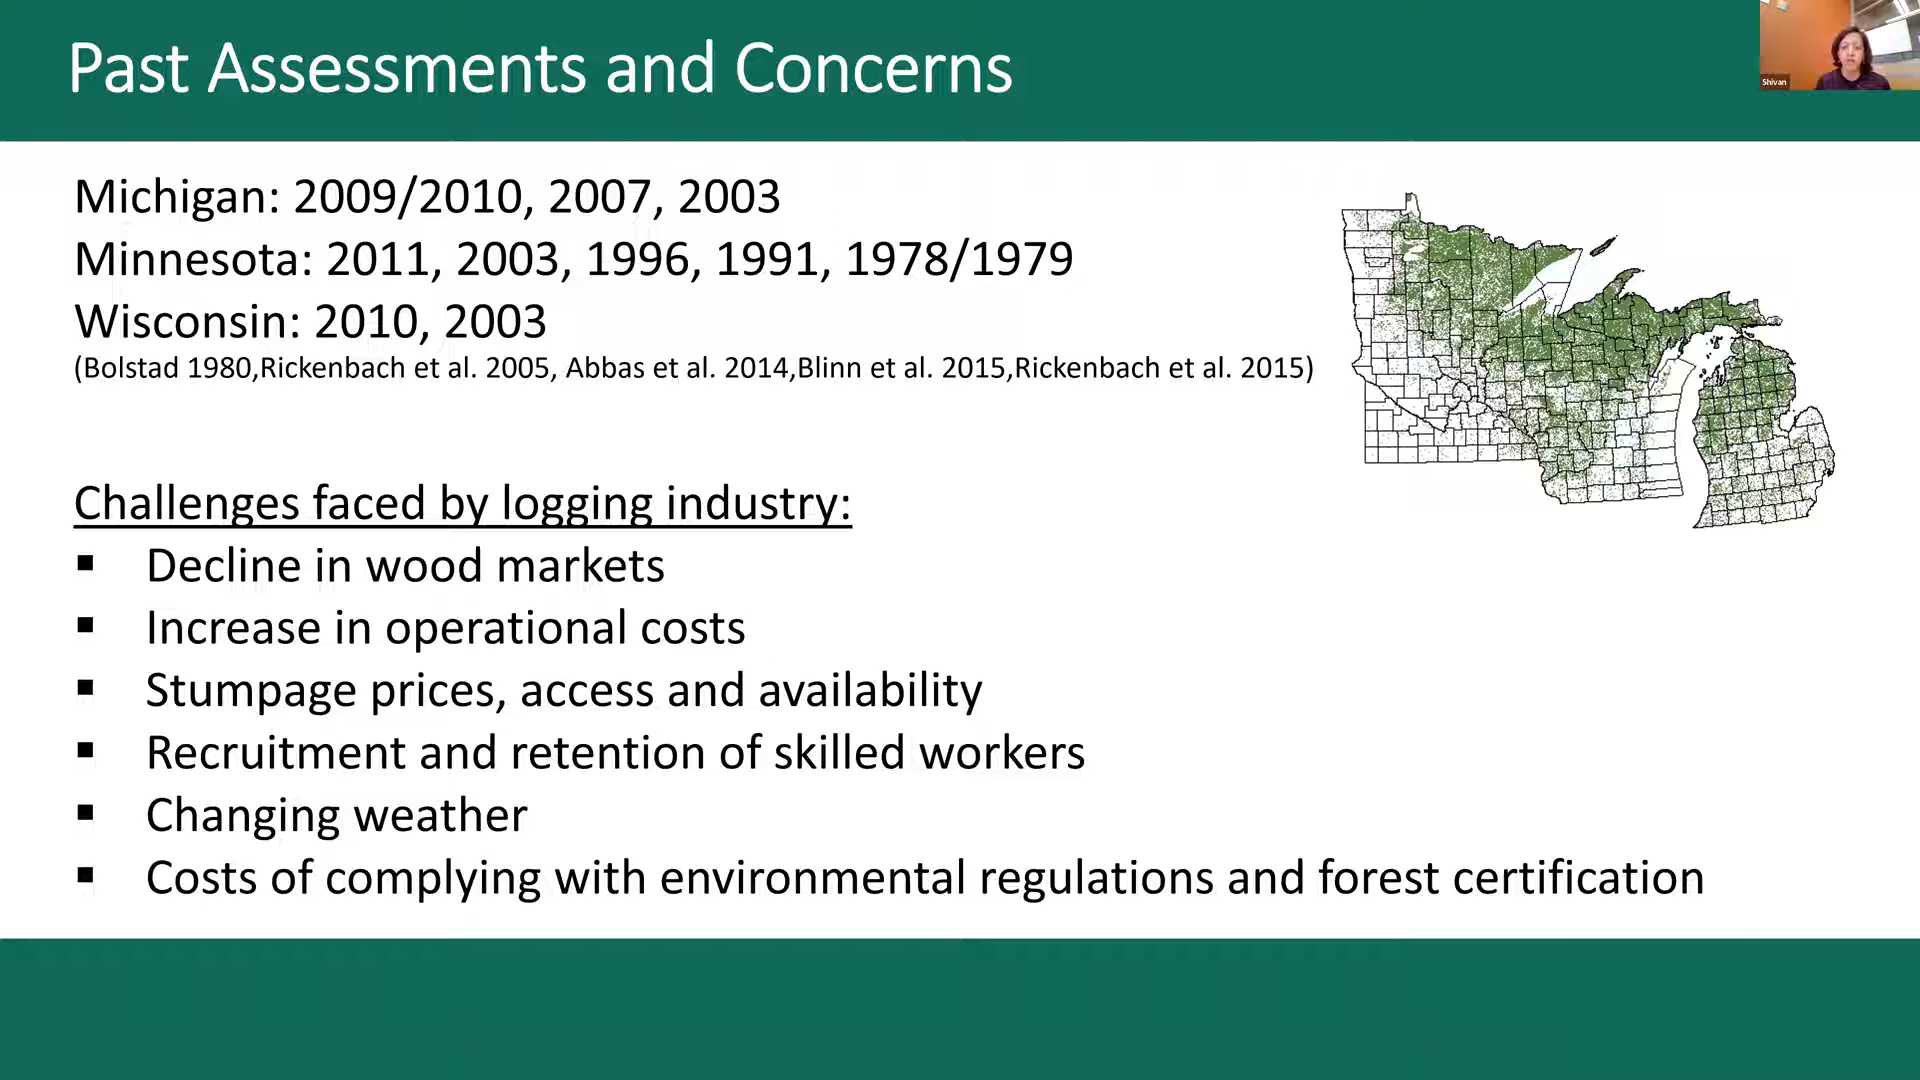 Past Assessments and Concerns
Shivan
Michigan: 2009/2010, 2007, 2003
Minnesota: 2011, 2003, 1996, 1991, 1978/1979
Wisconsin: 2010, 2003
(Bolstad 1980,Rickenbach et al. 2005, Abbas et al. 2014,Blinn et al. 2015,Rickenbach et al. 2015)
Challenges faced by logging industry:
▪ Decline in wood markets
▪ Increase in operational costs
▪ Stumpage prices, access and availability
▪ Recruitment and retention of skilled workers
▪ Changing weather
▪ Costs of complying with environmental regulations and forest certification